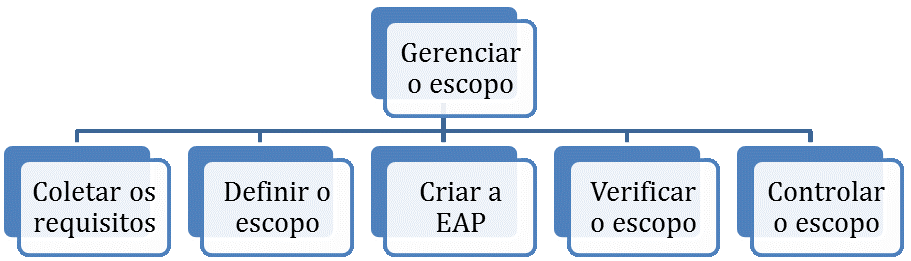 Gerenciar
o escopo
Coletar os
requisitos
Definir o
escopo
Criar a
EAP
Verificar
o escopo
Controlar
o escopo